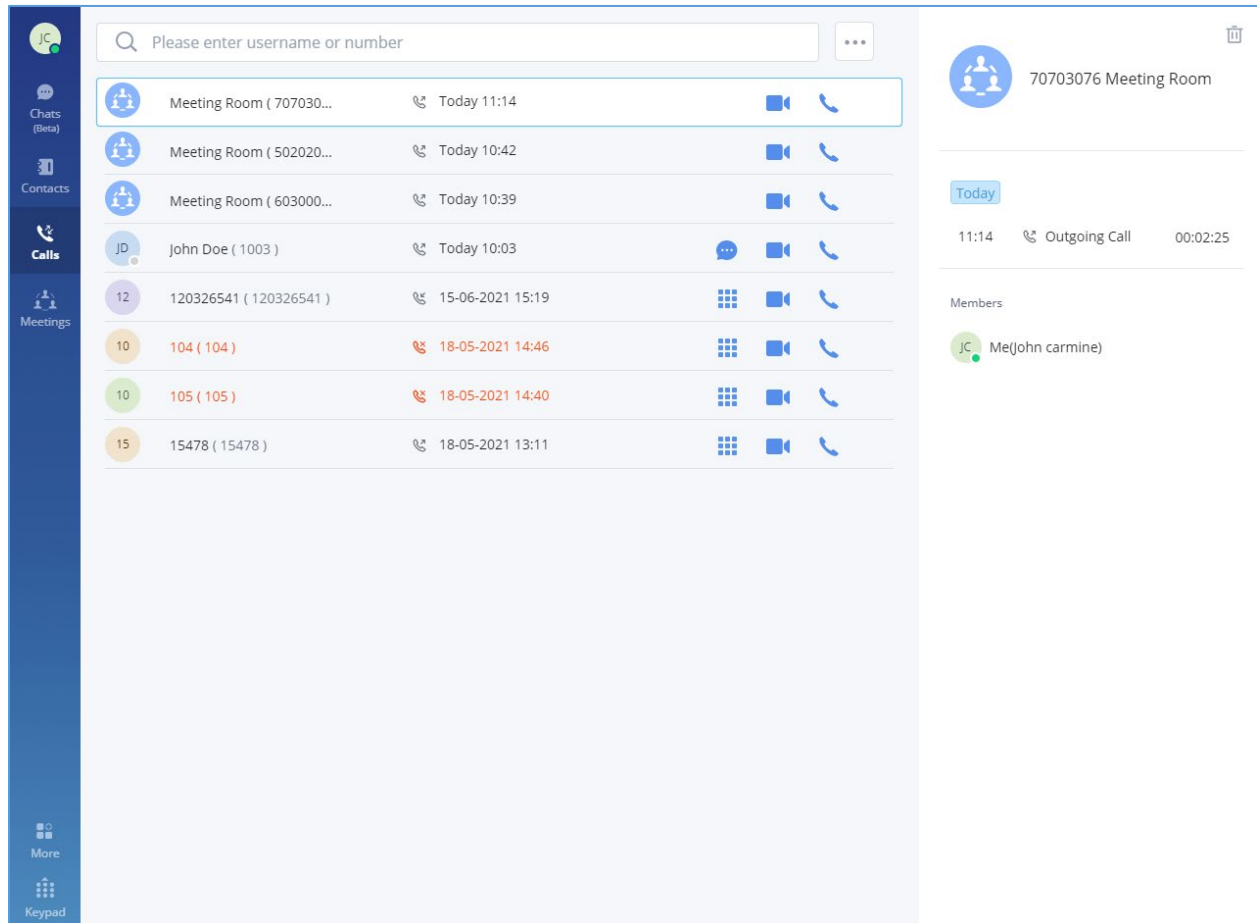 JC
Chats
(Beta)
Contacts
Calls
Meetings
More
Keypad
Please enter username or number
Meeting Room ( 707030... Today 11:14
Meeting Room ( 502020... Today 10:42
Meeting Room ( 603000... Today 10:39
JD John Doe ( 1003 ) Today 10:03
12 120326541 ( 120326541 ) 15-06-2021 15:19
10 104 ( 104 ) 18-05-2021 14:46
10 105 ( 105 ) 18-05-2021 14:40
15 15478 ( 15478 ) 18-05-2021 13:11
70703076 Meeting Room
Today
11:14 Outgoing Call 00:02:25
Members
JC Me(John carmine)